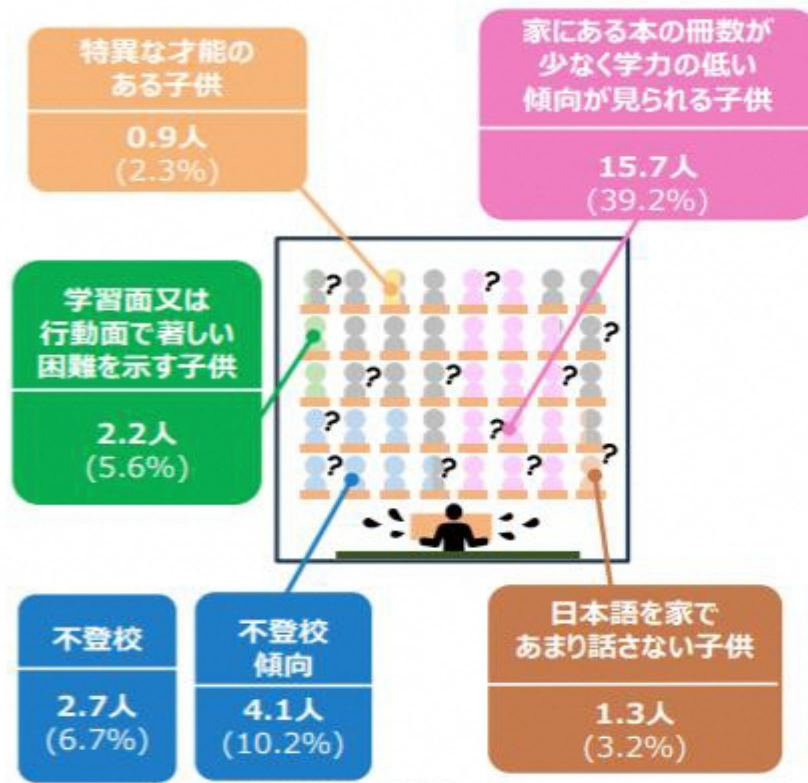 特異な才能の
ある子供
0.9人
(2.3%)
家にある本の冊数が
少なく学力の低い
傾向が見られる子供
15.7人
(39.2%)
学習面又は
行動面で著しい
困難を示す子供
2.2人
(5.6%)
? ?
?
? ? ?
? ?
? ? ? ?
不登校
2.7人
(6.7%)
不登校
傾向
4.1人
(10.2%)
日本語を家で
あまり話さない子供
1.3人
(3.2%)